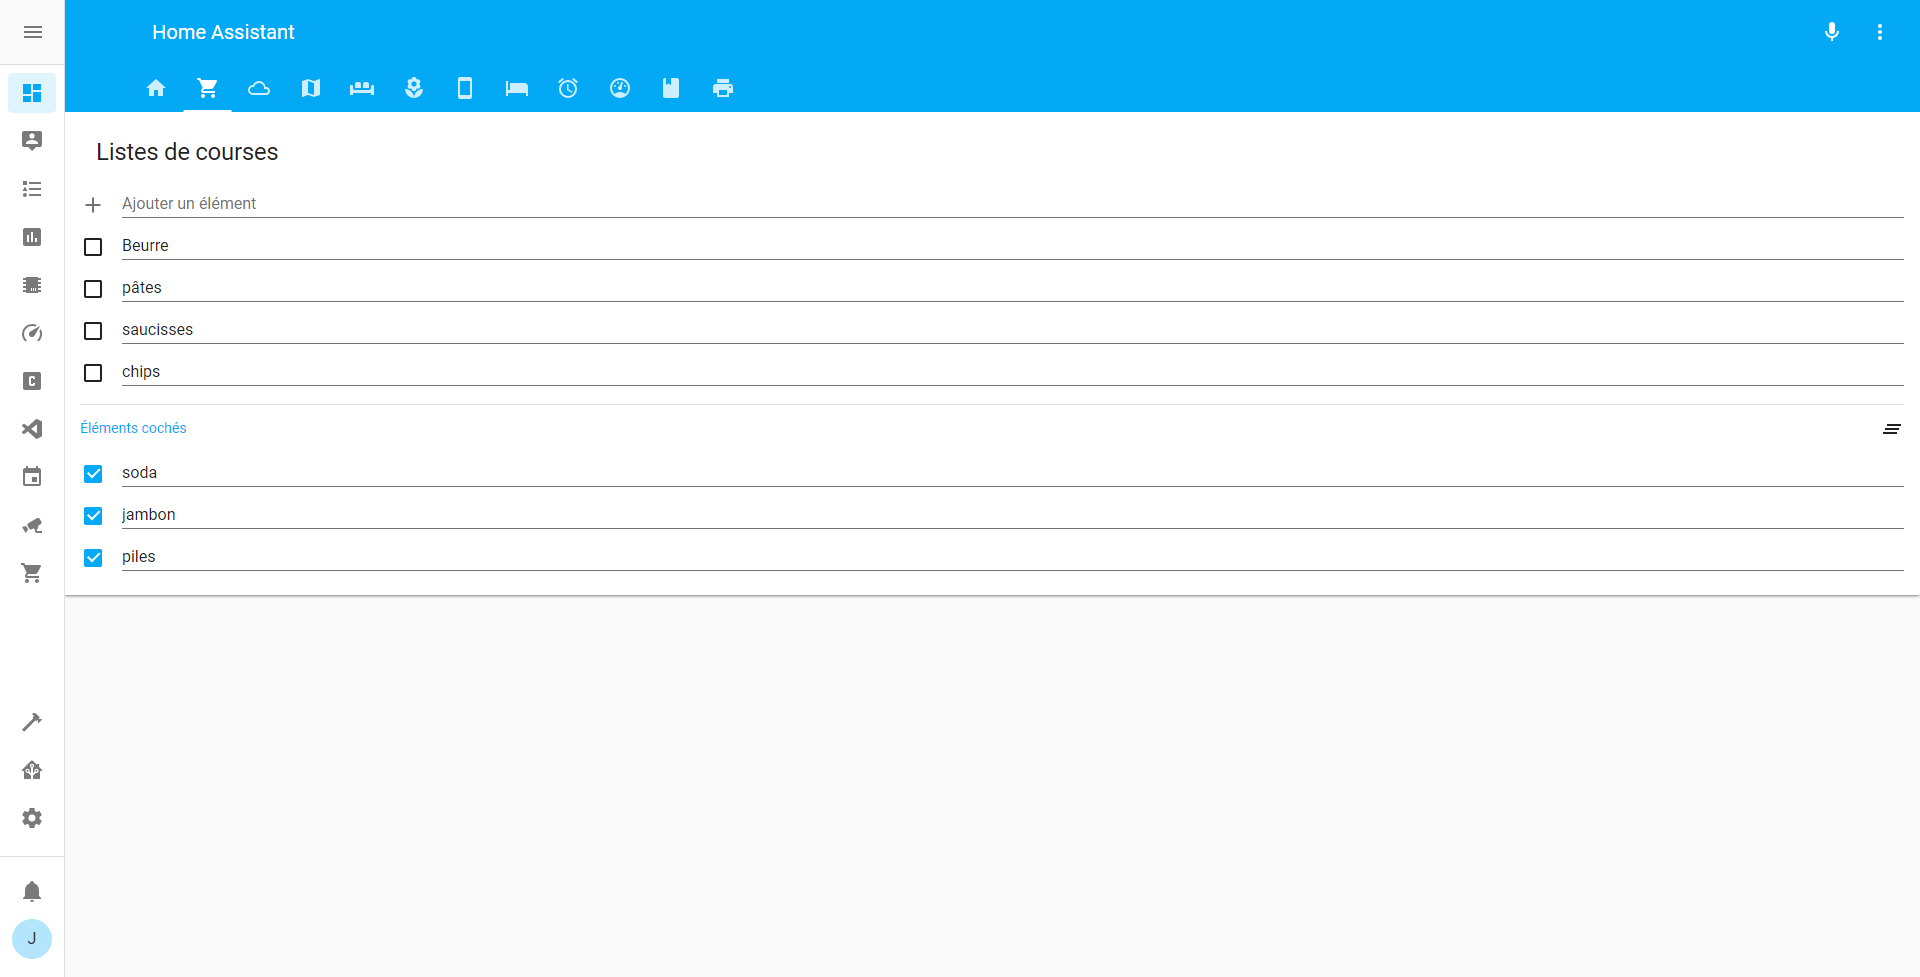 Home Assistant
Listes de courses
Ajouter un élément
Beurre
pâtes
saucisses
chips
Éléments cochés
soda
jambon
piles
C
J